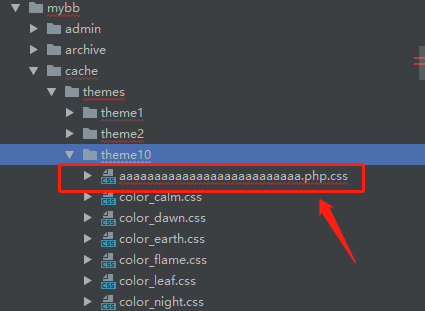 mybb
admin
archive
cache
themes
theme1
theme2
theme10
aaaaaaaaaaaaaaaaaaaaaaaaaa.php.css
color_calm.css
color_dawn.css
color_earth.css
color_flame.css
color_leaf.css
color_night.css